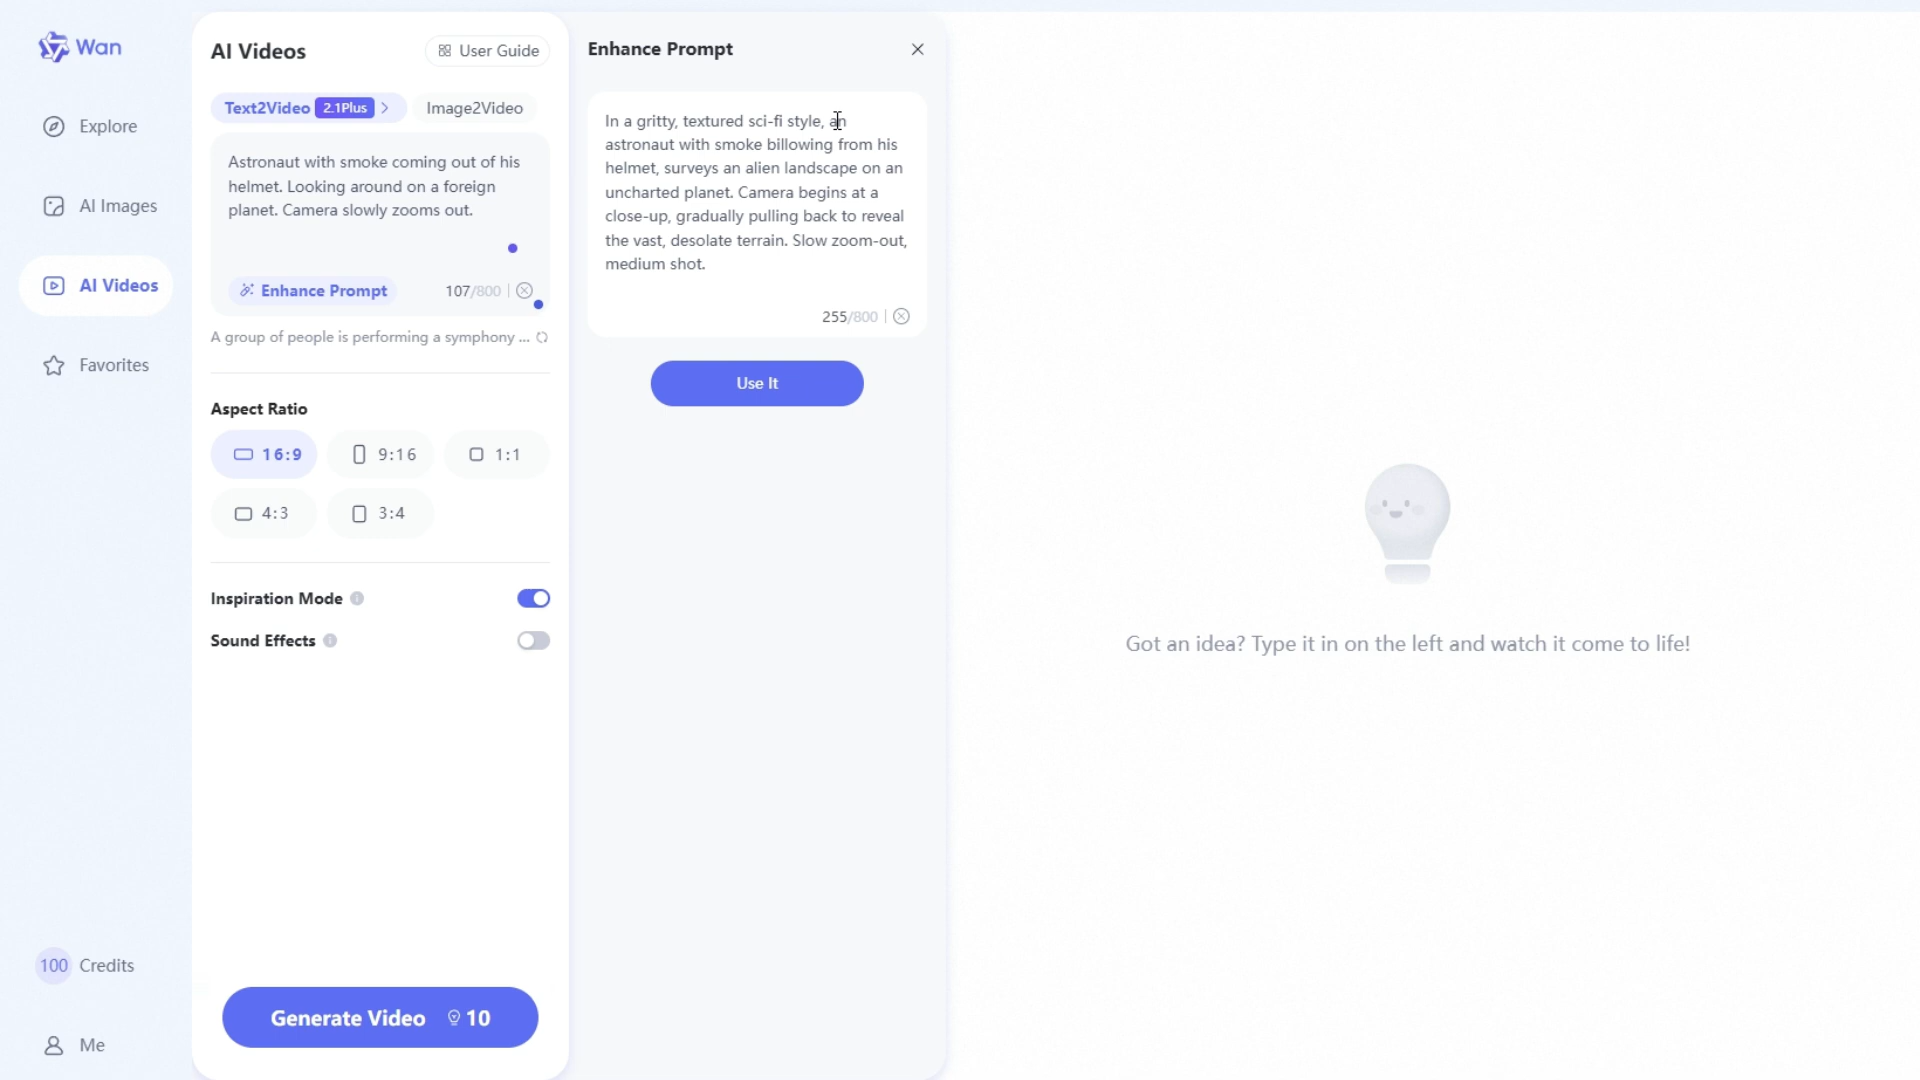 Wan
Explore
AI Images
AI Videos
Favorites
100 Credits
Me
AI Videos
User Guide
Text2Video 2.1Plus
Image2Video
Astronaut with smoke coming out of his
helmet. Looking around on a foreign
planet. Camera slowly zooms out.
Enhance Prompt
107/800
A group of people is performing a symphony ...
Aspect Ratio
16:9
9:16
1:1
4:3
3:4
Inspiration Mode
Sound Effects
Generate Video 10
Enhance Prompt
In a gritty, textured sci-fi style, an
astronaut with smoke billowing from his
helmet, surveys an alien landscape on an
uncharted planet. Camera begins at a
close-up, gradually pulling back to reveal
the vast, desolate terrain. Slow zoom-out,
medium shot.
255/800
Use It
Got an idea? Type it in on the left and watch it come to life!